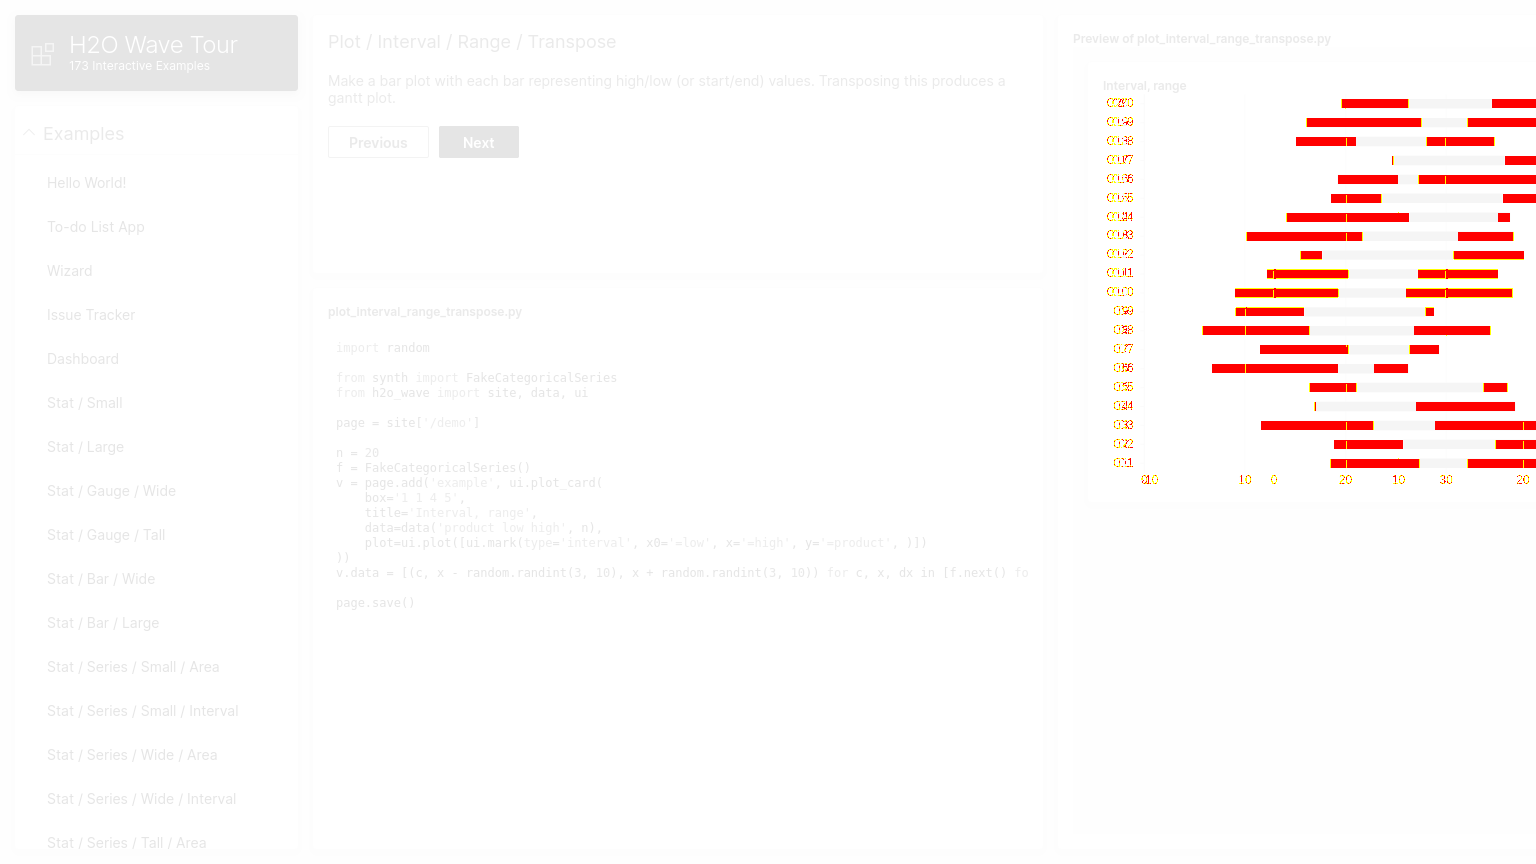 H2O Wave Tour
173 Interactive Examples
Examples
Hello World!
To-do List App
Wizard
Issue Tracker
Dashboard
Stat / Small
Stat / Large
Stat / Gauge / Wide
Stat / Gauge / Tall
Stat / Bar / Wide
Stat / Bar / Large
Stat / Series / Small / Area
Stat / Series / Small / Interval
Stat / Series / Wide / Area
Stat / Series / Wide / Interval
Stat / Series / Tall / Area
Plot / Interval / Range / Transpose
Make a bar plot with each bar representing high/low (or start/end) values. Transposing this produces a
gantt plot.
Previous Next
plot_interval_range_transpose.py
import random
from synth import FakeCategoricalSeries
from h2o_wave import site, data, ui
page = site['/demo']
n = 20
f = FakeCategoricalSeries()
v = page.add('example', ui.plot_card(
    box='1 1 4 5',
    title='Interval, range',
    data=data('product low high', n),
    plot=ui.plot([ui.mark(type='interval', x0='=low', x='=high', y='=product', )])
))
v.data = [(c, x - random.randint(3, 10), x + random.randint(3, 10)) for c, x, dx in [f.next() fo
page.save()
Preview of plot_interval_range_transpose.py
Interval, range
10 0 20 10 30 20